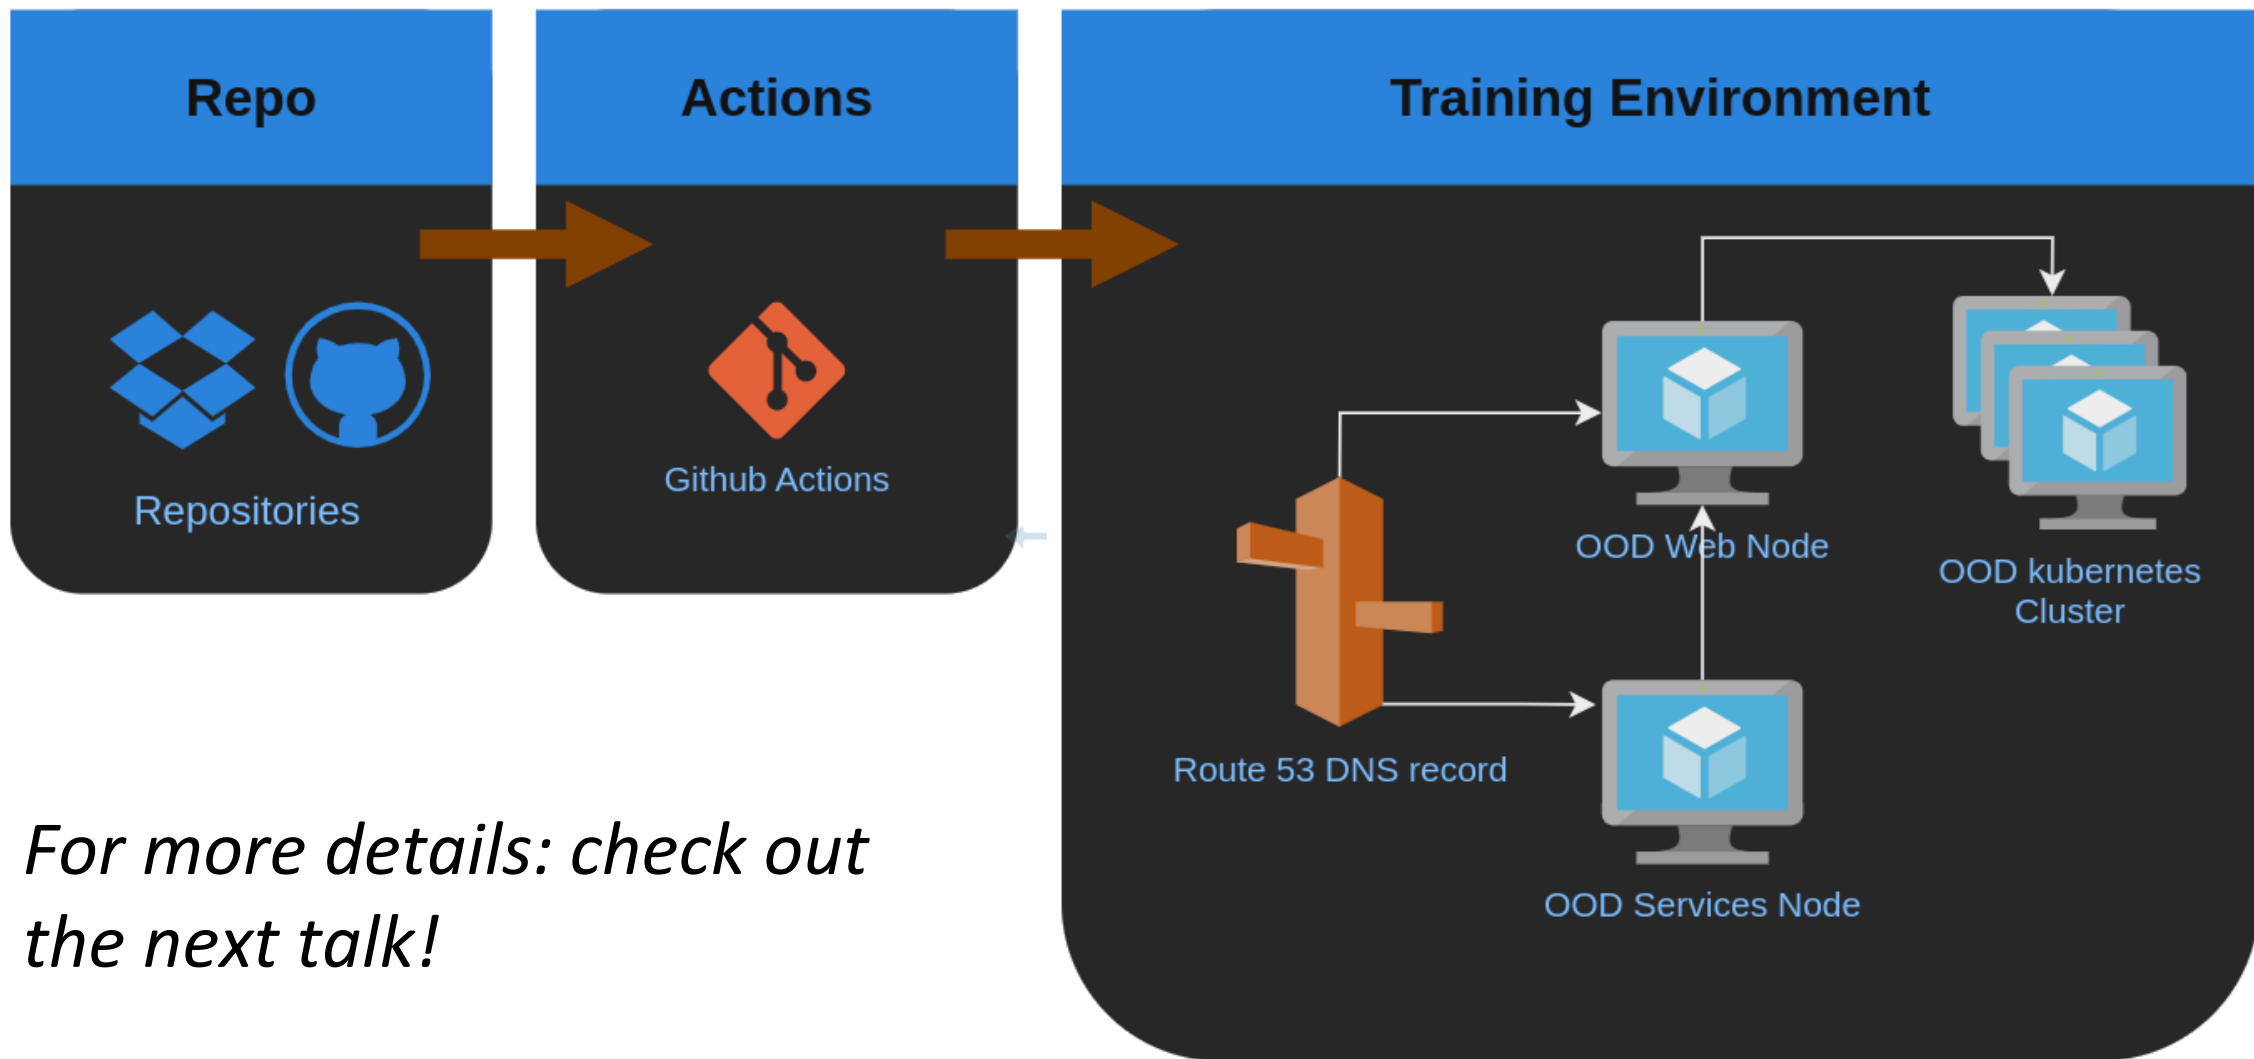 Repo
Actions
Training Environment
Repositories
Github Actions
OOD Web Node
OOD kubernetes
Cluster
Route 53 DNS record
OOD Services Node
For more details: check out
the next talk!